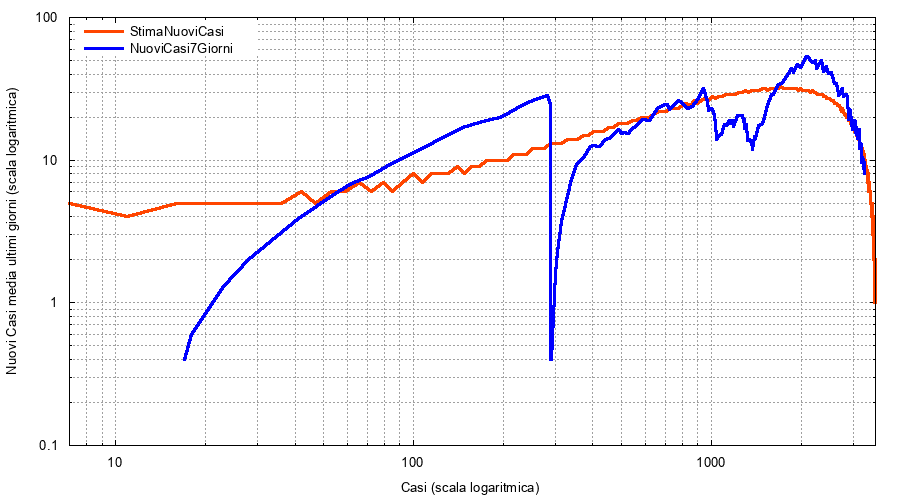 100
StimaNuoviCasi
NuoviCasi7Giorni
10
1
0.1
Nuovi Casi media ultimi giorni (scala logaritmica)
10 100 1000
Casi (scala logaritmica)